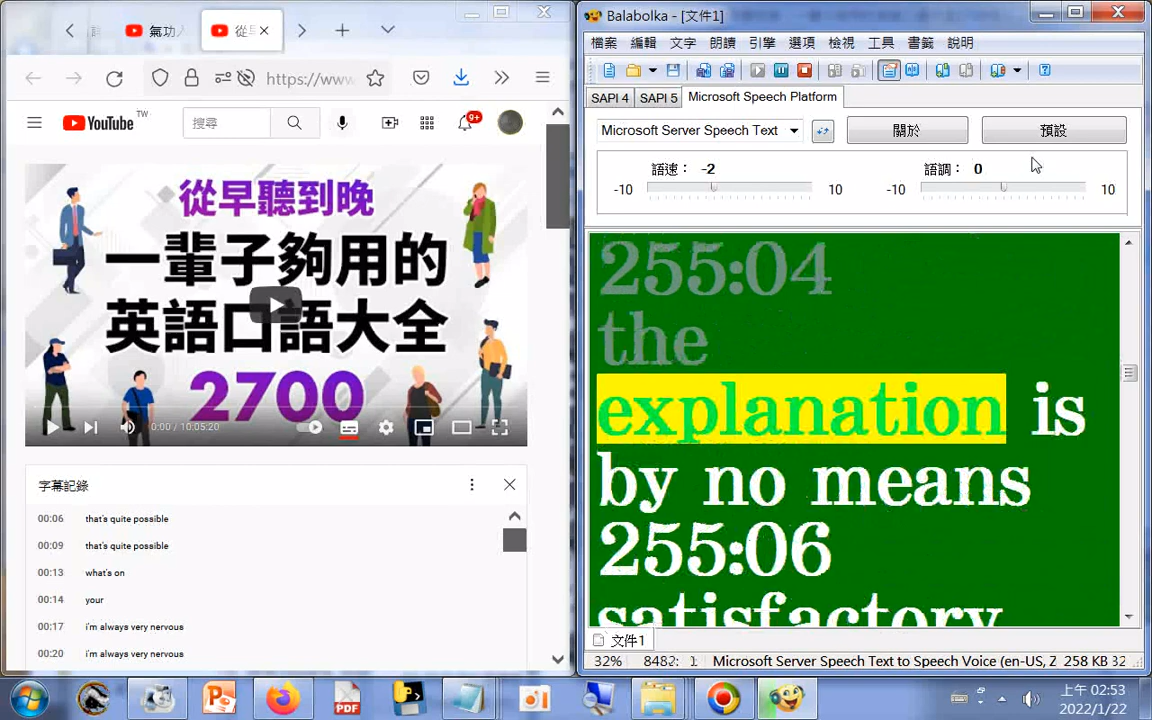 從
https://www
YouTube TW
搜尋
9+
從早聽到晚
一輩子夠用的
英語口語大全
2700
0:00 / 10:05:20
字幕記錄
00:06 that's quite possible
00:09 that's quite possible
00:13 what's on
00:14 your
00:17 i'm always very nervous
00:20 i'm always very nervous
Balabolka - [文件1]
檔案 編輯 文字 朗讀 引擎 選項 檢視 工具 書籤 說明
SAPI 4 SAPI 5 Microsoft Speech Platform
Microsoft Server Speech Text 關於 預設
語速： -2 語調： 0
-10 10 -10 10
255:04
the
explanation is
by no means
255:06
satisfactory
文件1
32% 8482: 1 Microsoft Server Speech Text to Speech Voice (en-US, Z 258 KB 32
PDF
上午 02:53
2022/1/22